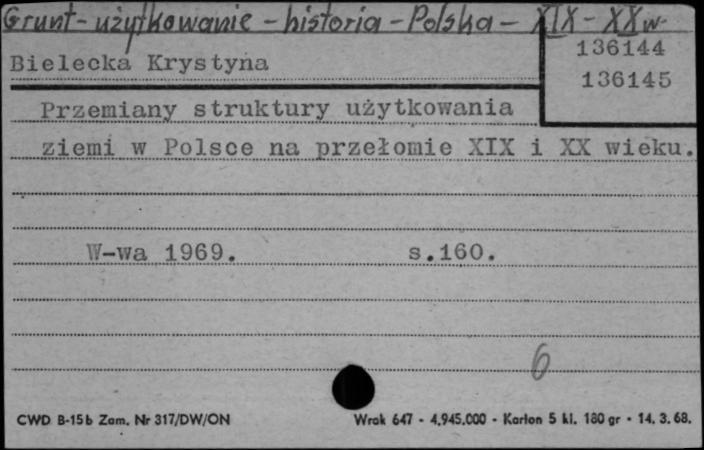 Grunt - użytkowanie - historia - Polska - XIX - XX w.
136144
Bielecka Krystyna
136145
Przemiany struktury użytkowania
ziemi w Polsce na przełomie XIX i XX wieku.
W-wa 1969. s.160.
6
CWD B-15b Zam. Nr 317/DW/ON Wrak 647 - 4.945.000 - Karton 5 kl. 180 gr - 14. 3. 68.